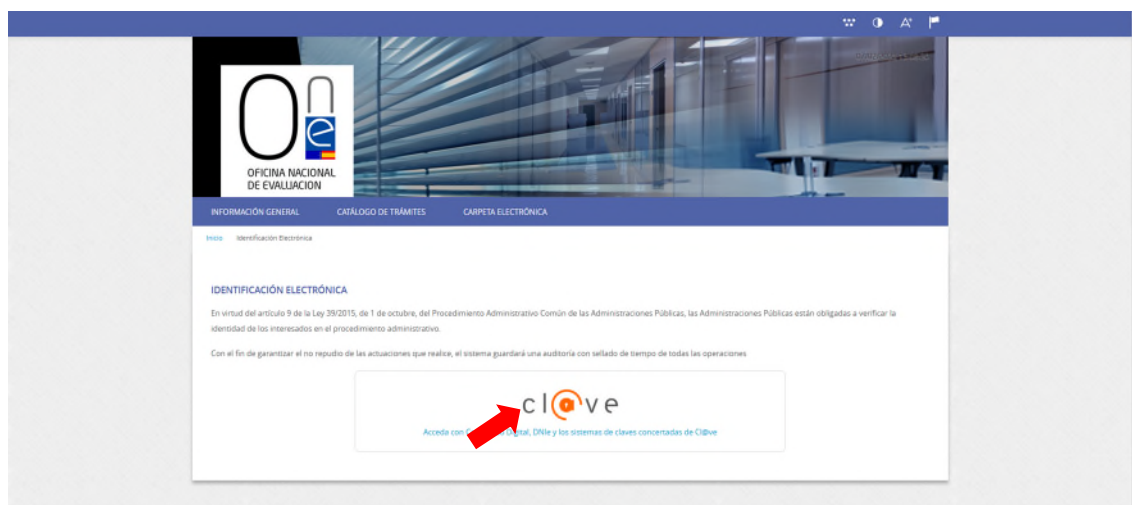 OFICINA NACIONAL
DE EVALUACION
INFORMACIÓN GENERAL CATÁLOGO DE TRÁMITES CARPETA ELECTRÓNICA
Inicio Identificación Electrónica
IDENTIFICACIÓN ELECTRÓNICA
En virtud del artículo 9 de la Ley 39/2015, de 1 de octubre, del Procedimiento Administrativo Común de las Administraciones Públicas, las Administraciones Públicas están obligadas a verificar la
identidad de los interesados en el procedimiento administrativo.
Con el fin de garantizar el no repudio de las actuaciones que realice, el sistema guardará una auditoría con sellado de tiempo de todas las operaciones
cl@ve
Acceda con Digital, DNIe y los sistemas de claves concertadas de Cl@ve